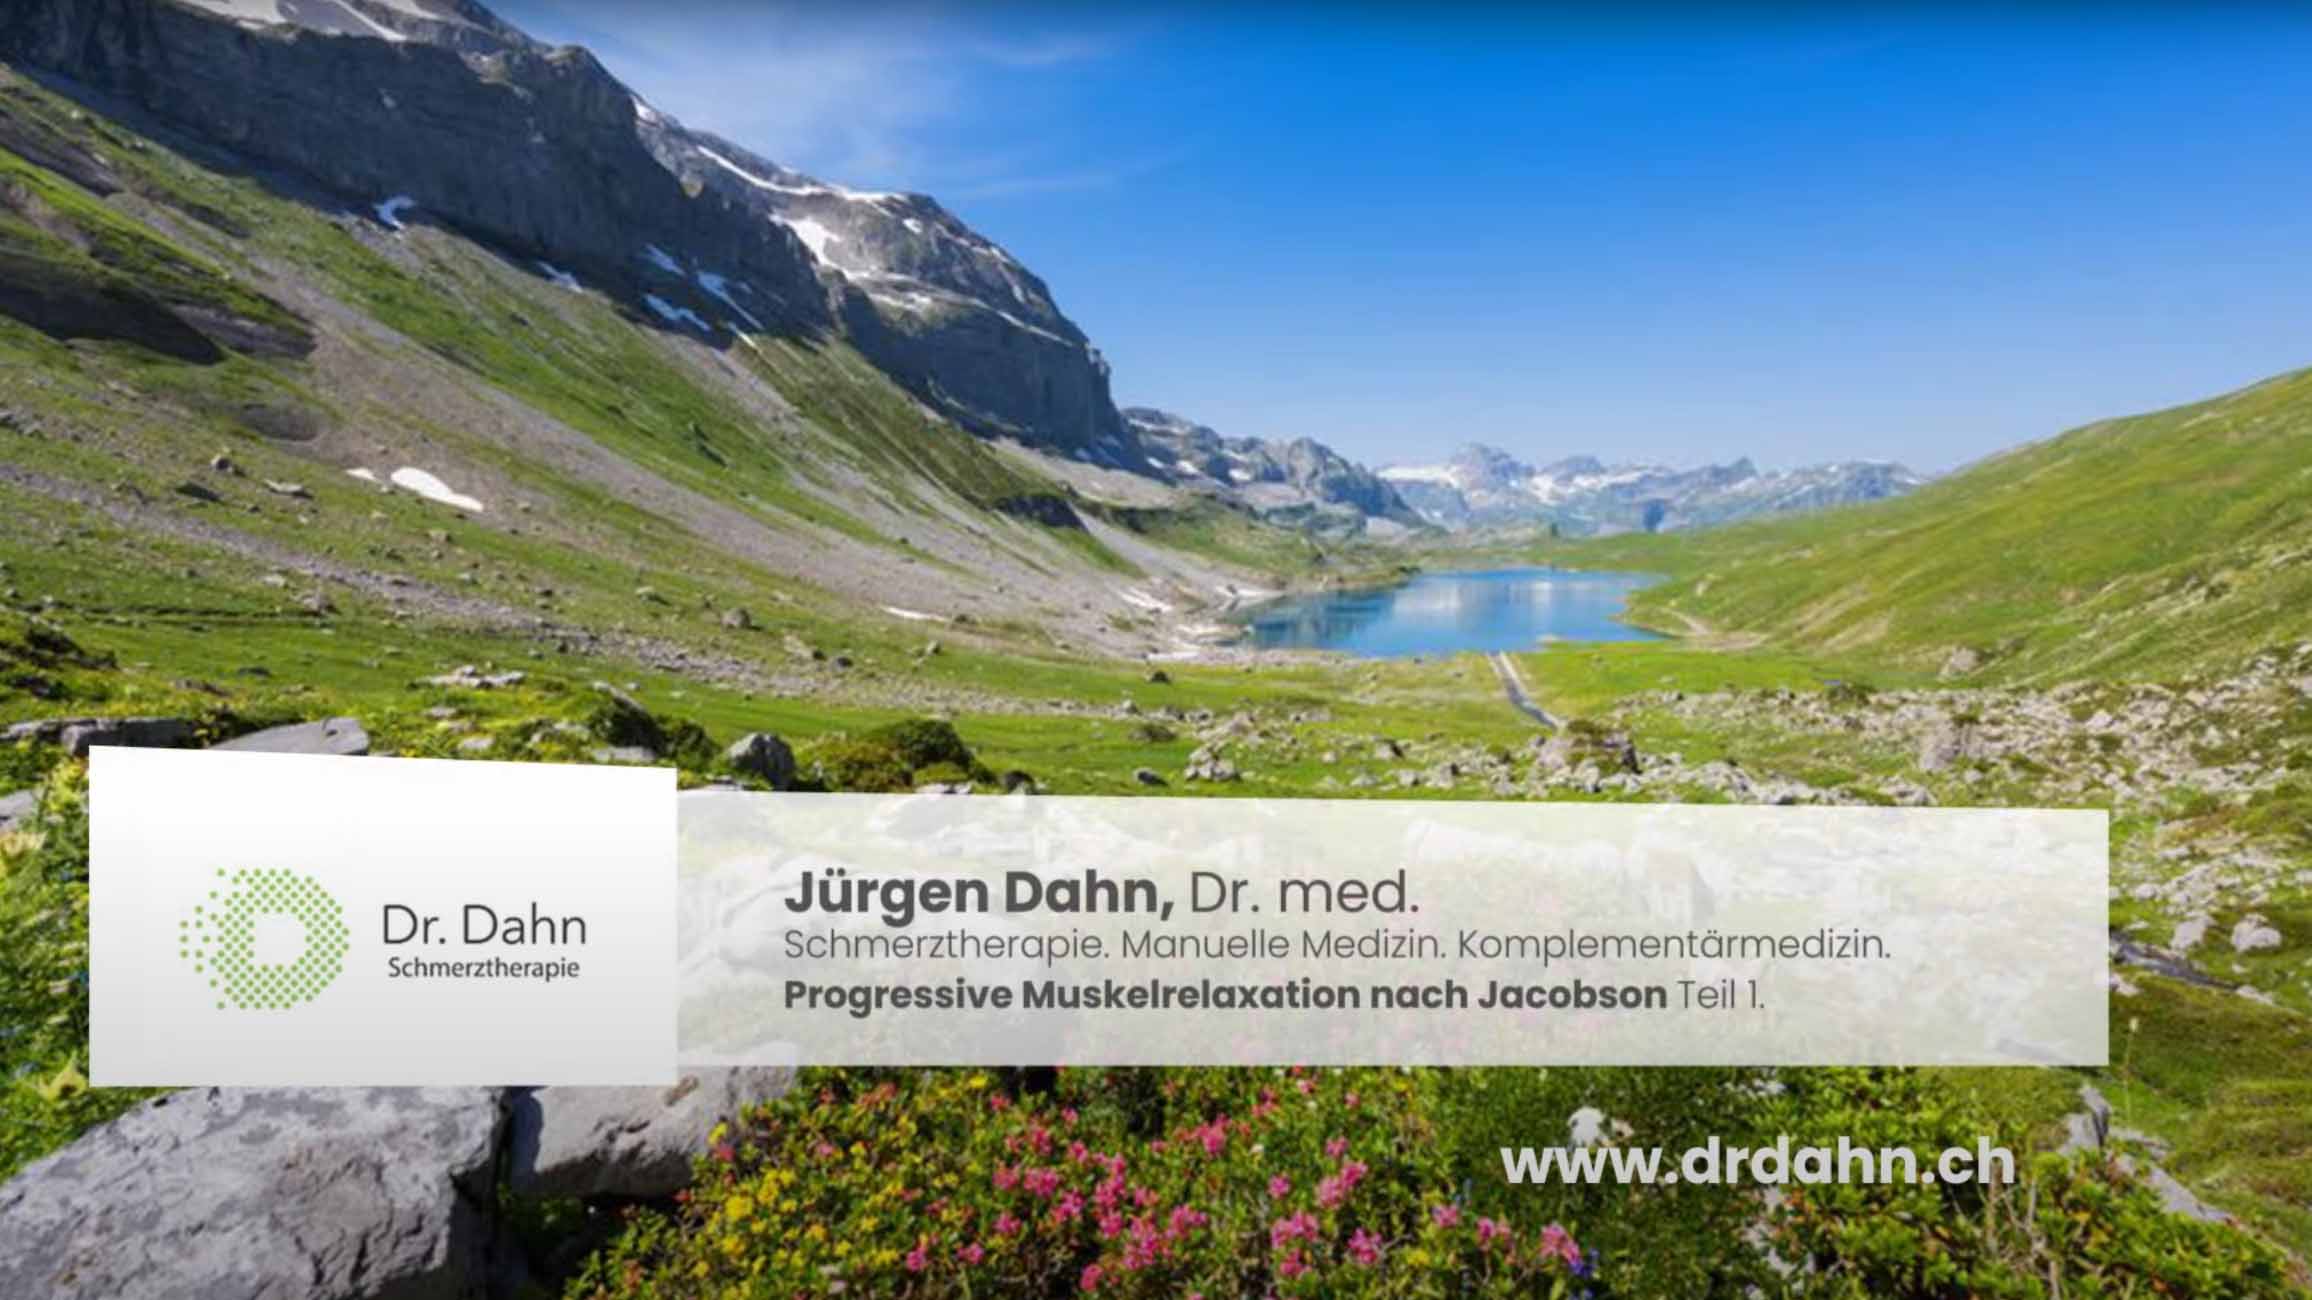 Dr. Dahn
Schmerztherapie
Jürgen Dahn, Dr. med.
Schmerztherapie. Manuelle Medizin. Komplementärmedizin.
Progressive Muskelrelaxation nach Jacobson Teil 1.
www.drdahn.ch